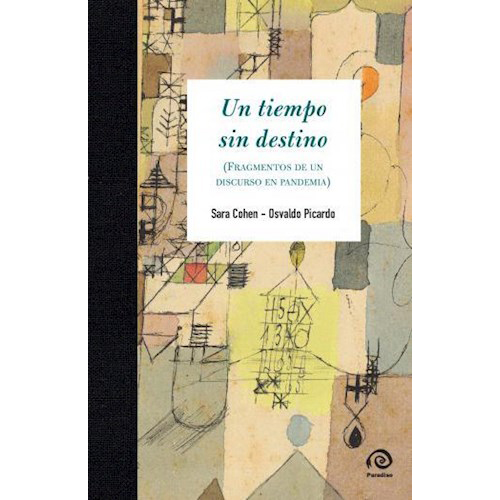 Un tiempo
sin destino
(FRAGMENTOS DE UN
DISCURSO EN PANDEMIA)
Sara Cohen – Osvaldo Picardo
Paradiso